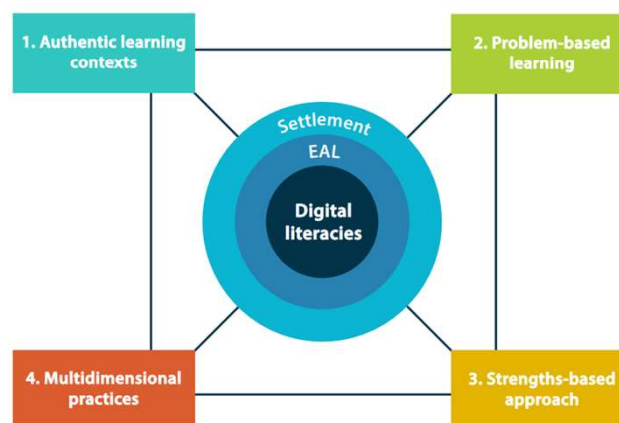 1. Authentic learning
contexts
2. Problem-based
learning
Settlement
EAL
Digital
literacies
4. Multidimensional
practices
3. Strengths-based
approach